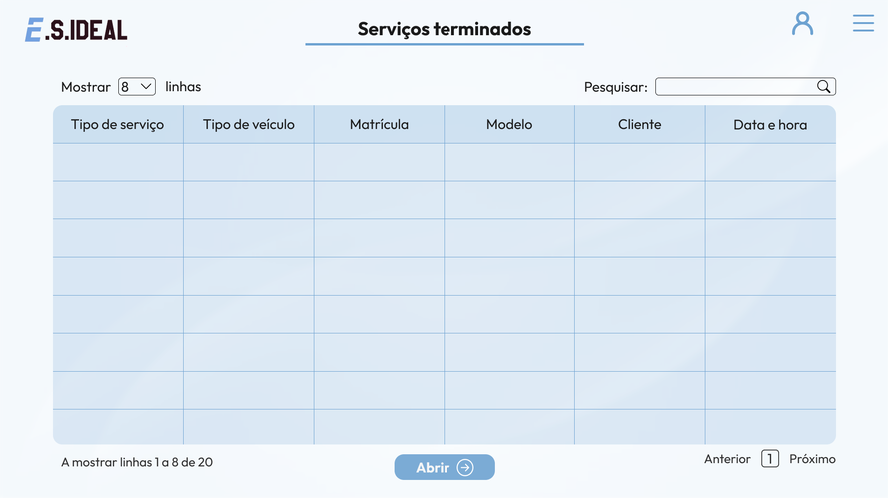 E.S.IDEAL
Serviços terminados
Mostrar 8 linhas
Pesquisar:
Tipo de serviço Tipo de veículo Matrícula Modelo Cliente Data e hora
A mostrar linhas 1 a 8 de 20
Abrir
Anterior 1 Próximo